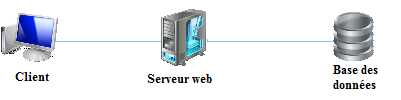 Client
Serveur web
Base des
données